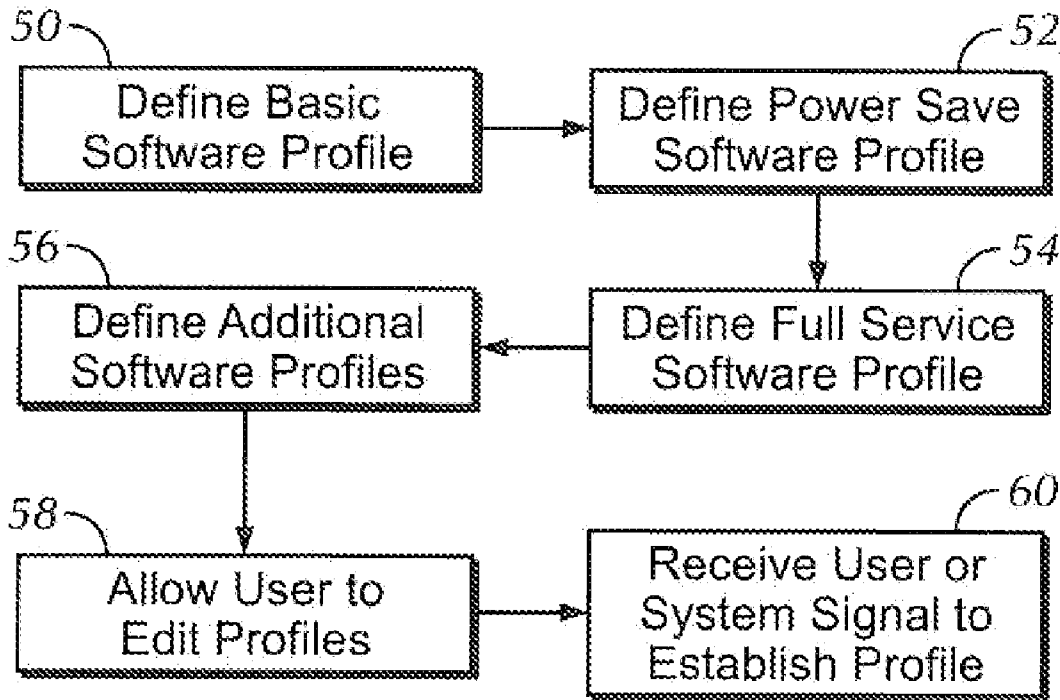 50
Define Basic
Software Profile
52
Define Power Save
Software Profile
56
Define Additional
Software Profiles
54
Define Full Service
Software Profile
58
Allow User to
Edit Profiles
60
Receive User or
System Signal to
Establish Profile